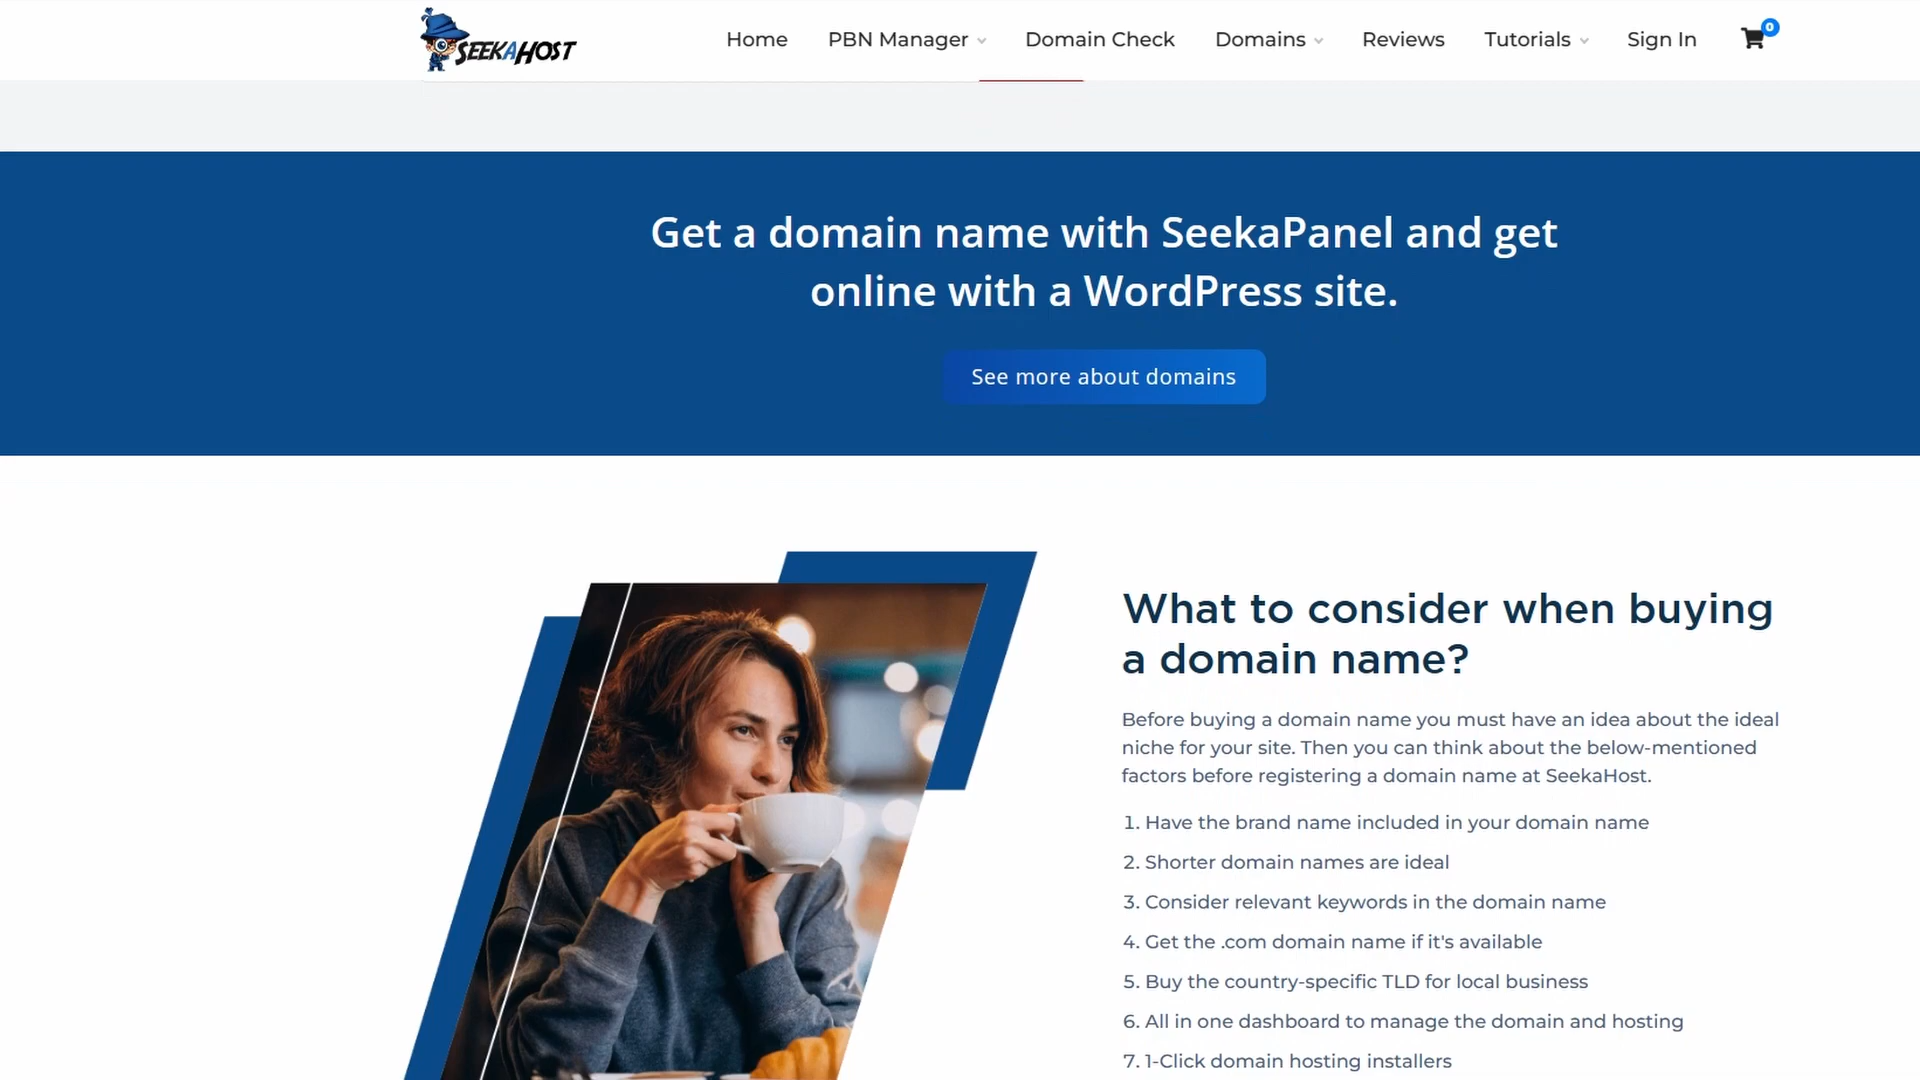 SEEKAHOST
Home
PBN Manager
Domain Check
Domains
Reviews
Tutorials
Sign In
0
Get a domain name with SeekaPanel and get
online with a WordPress site.
See more about domains
What to consider when buying
a domain name?
Before buying a domain name you must have an idea about the ideal
niche for your site. Then you can think about the below-mentioned
factors before registering a domain name at SeekaHost.
1. Have the brand name included in your domain name
2. Shorter domain names are ideal
3. Consider relevant keywords in the domain name
4. Get the .com domain name if it's available
5. Buy the country-specific TLD for local business
6. All in one dashboard to manage the domain and hosting
7. 1-Click domain hosting installers